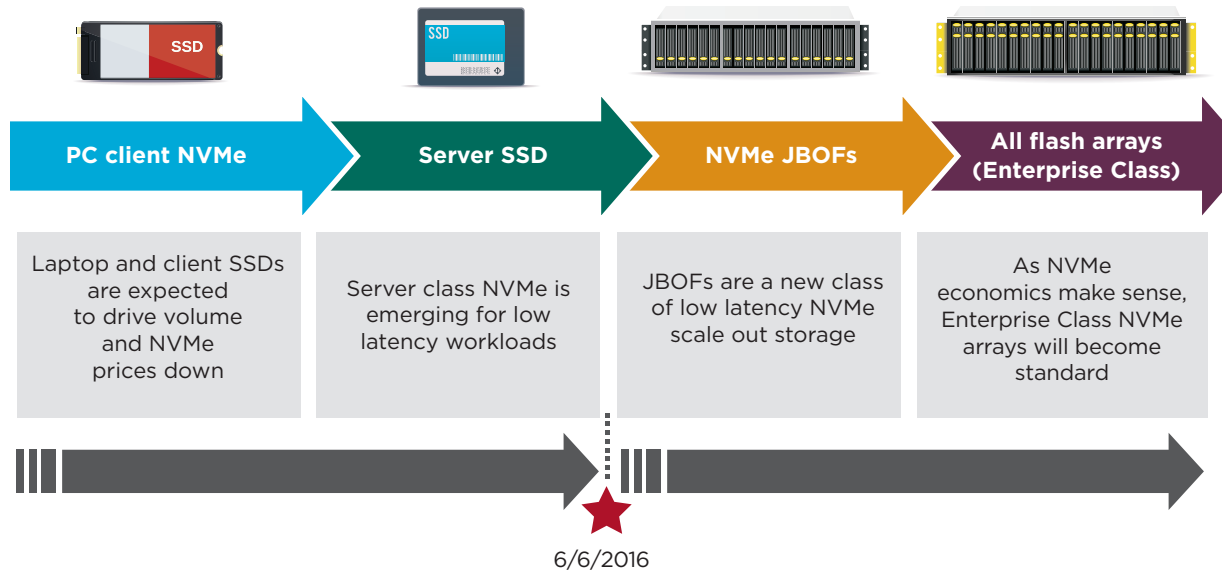 SSD
SSD
PC client NVMe
Server SSD
NVMe JBOFs
All flash arrays
(Enterprise Class)
Laptop and client SSDs
are expected
to drive volume
and NVMe
prices down
Server class NVMe is
emerging for low
latency workloads
JBOFs are a new class
of low latency NVMe
scale out storage
As NVMe
economics make sense,
Enterprise Class NVMe
arrays will become
standard
6/6/2016